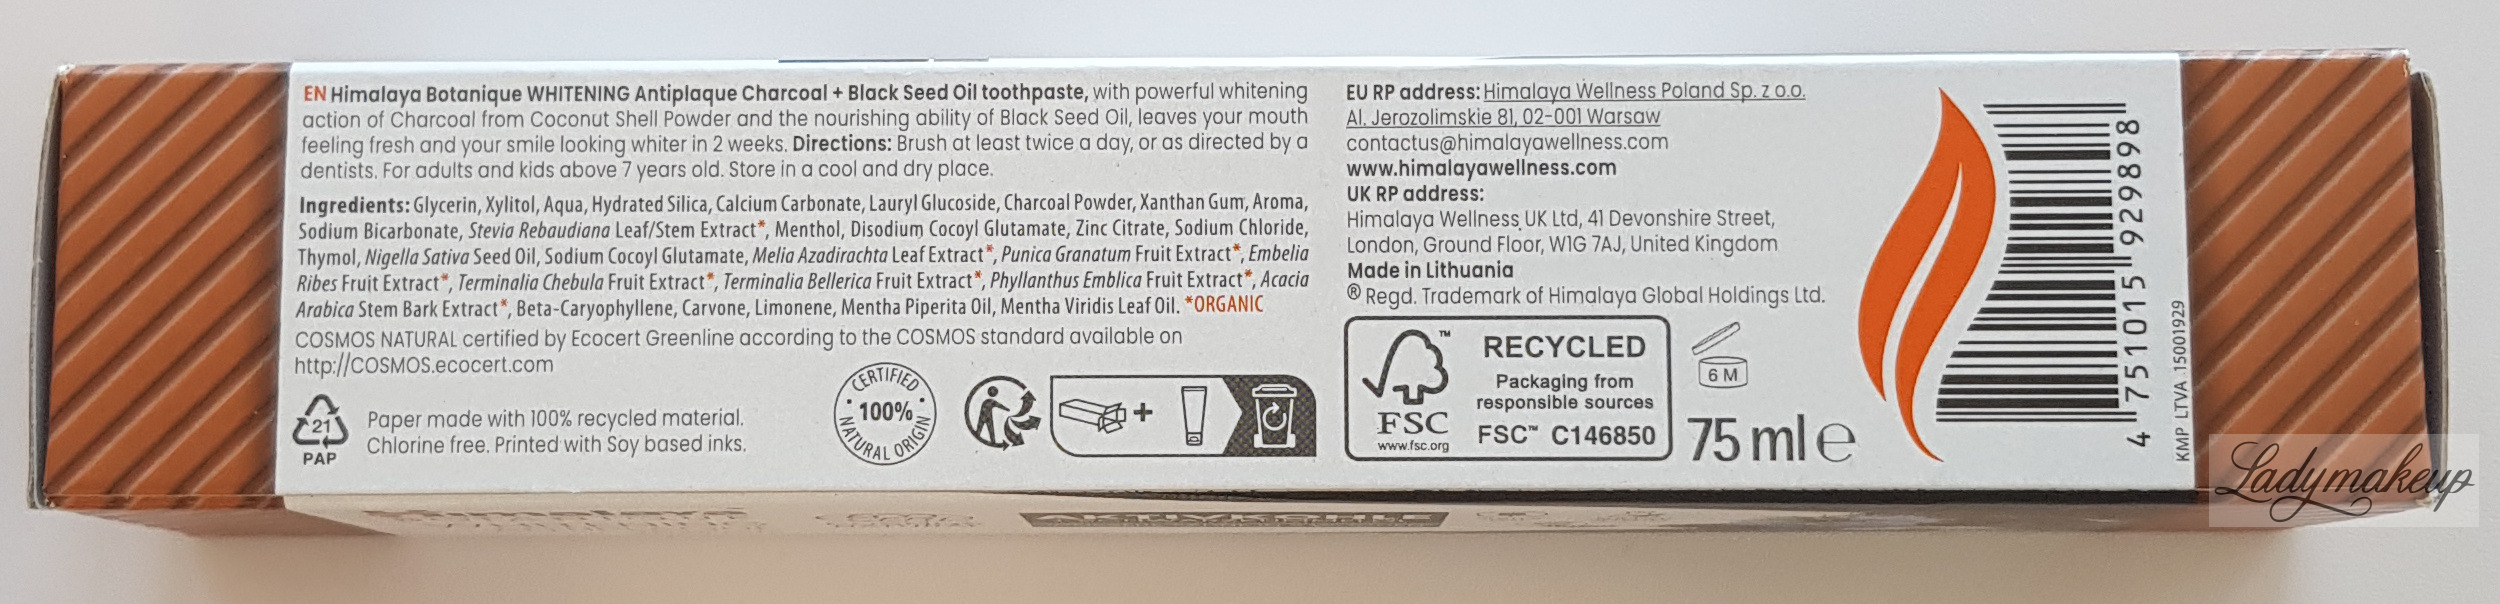 EN Himalaya Botanique WHITENING Antiplaque Charcoal + Black Seed Oil toothpaste, with powerful whitening
action of Charcoal from Coconut Shell Powder and the nourishing ability of Black Seed Oil, leaves your mouth
feeling fresh and your smile looking whiter in 2 weeks. Directions: Brush at least twice a day, or as directed by a
dentists. For adults and kids above 7 years old. Store in a cool and dry place.
Ingredients: Glycerin, Xylitol, Aqua, Hydrated Silica, Calcium Carbonate, Lauryl Glucoside, Charcoal Powder, Xanthan Gum, Aroma,
Sodium Bicarbonate, Stevia Rebaudiana Leaf/Stem Extract*, Menthol, Disodium Cocoyl Glutamate, Zinc Citrate, Sodium Chloride,
Thymol, Nigella Sativa Seed Oil, Sodium Cocoyl Glutamate, Melia Azadirachta Leaf Extract*, Punica Granatum Fruit Extract*, Embelia
Ribes Fruit Extract*, Terminalia Chebula Fruit Extract*, Terminalia Bellerica Fruit Extract*, Phyllanthus Emblica Fruit Extract*, Acacia
Arabica Stem Bark Extract*, Beta-Caryophyllene, Carvone, Limonene, Mentha Piperita Oil, Mentha Viridis Leaf Oil. *ORGANIC
COSMOS NATURAL certified by Ecocert Greenline according to the COSMOS standard available on
http://COSMOS.ecocert.com
21
PAP
Paper made with 100% recycled material.
Chlorine free. Printed with Soy based inks.
CERTIFIED
100%
NATURAL ORIGIN
EU RP address: Himalaya Wellness Poland Sp. z o.o.
Al. Jerozolimskie 81, 02-001 Warsaw
contactus@himalayawellness.com
www.himalayawellness.com
UK RP address:
Himalaya Wellness UK Ltd, 41 Devonshire Street,
London, Ground Floor, W1G 7AJ, United Kingdom
Made in Lithuania
® Regd. Trademark of Himalaya Global Holdings Ltd.
FSC
www.fsc.org
RECYCLED
Packaging from
responsible sources
FSC™ C146850
6 M
75 ml e
4 751015 929898
KMP LTVA 15001929
Ladymakeup